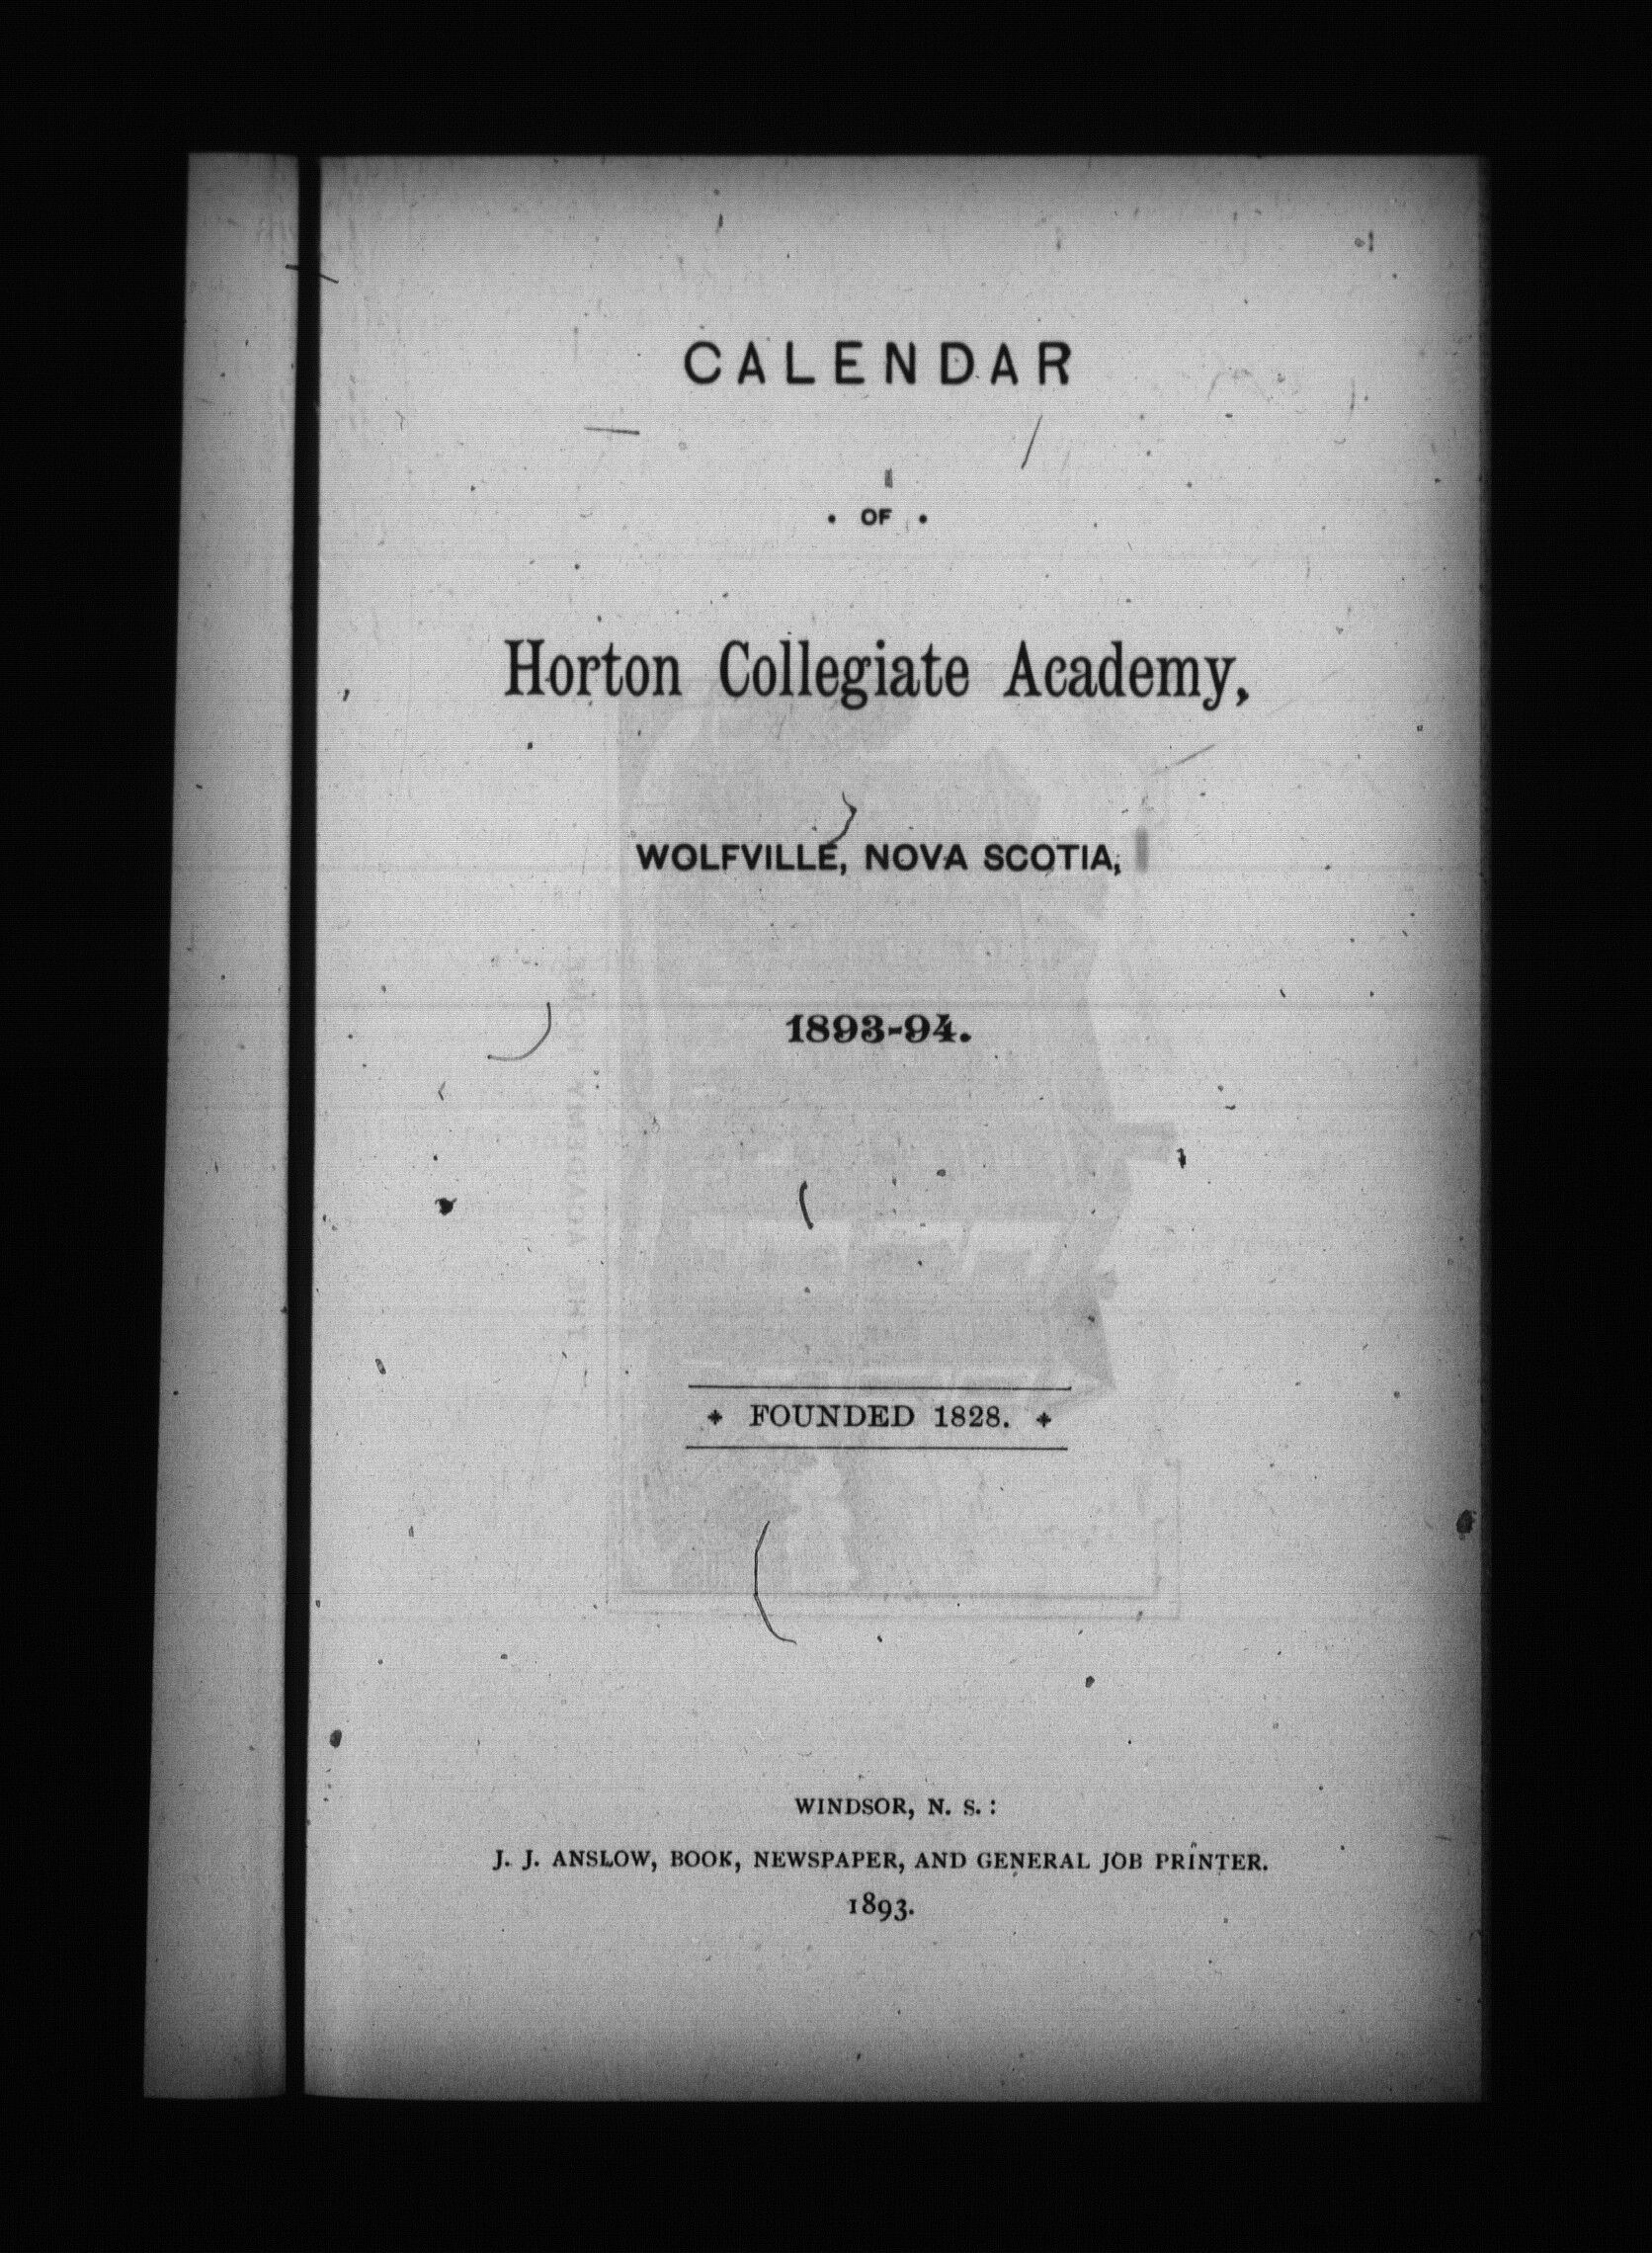 CALENDAR
• OF •
Horton Collegiate Academy,
WOLFVILLE, NOVA SCOTIA,
1893-94.
FOUNDED 1828.
WINDSOR, N. S. :
J. J. ANSLOW, BOOK, NEWSPAPER, AND GENERAL JOB PRINTER.
1893.